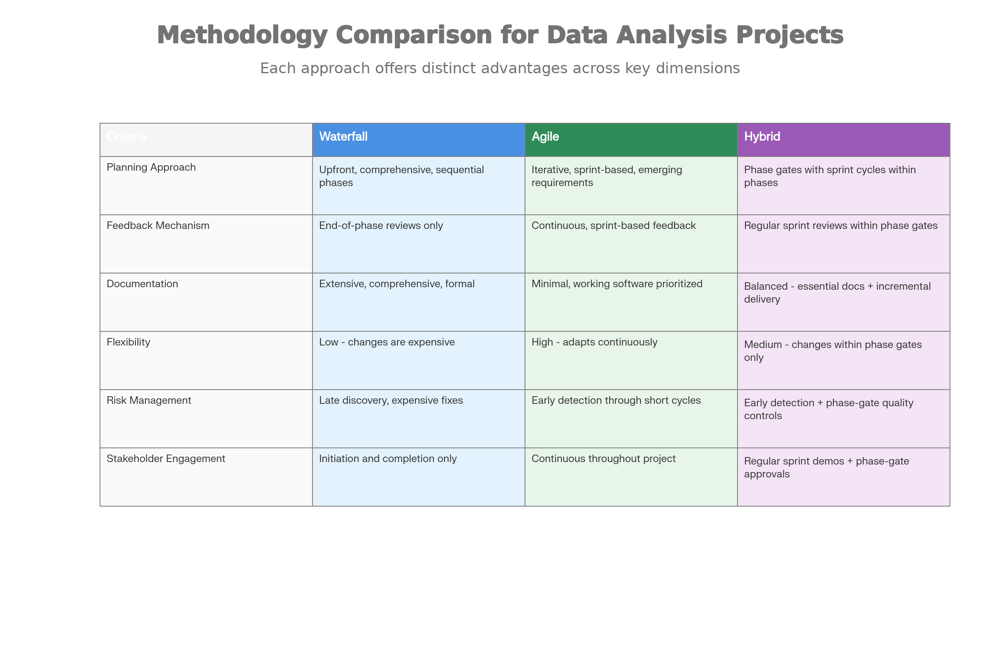 Methodology Comparison for Data Analysis Projects
Each approach offers distinct advantages across key dimensions
Criteria
Waterfall
Agile
Hybrid
Planning Approach
Upfront, comprehensive, sequential
phases
Iterative, sprint-based, emerging
requirements
Phase gates with sprint cycles within
phases
Feedback Mechanism
End-of-phase reviews only
Continuous, sprint-based feedback
Regular sprint reviews within phase gates
Documentation
Extensive, comprehensive, formal
Minimal, working software prioritized
Balanced - essential docs + incremental
delivery
Flexibility
Low - changes are expensive
High - adapts continuously
Medium - changes within phase gates
only
Risk Management
Late discovery, expensive fixes
Early detection through short cycles
Early detection + phase-gate quality
controls
Stakeholder Engagement
Initiation and completion only
Continuous throughout project
Regular sprint demos + phase-gate
approvals